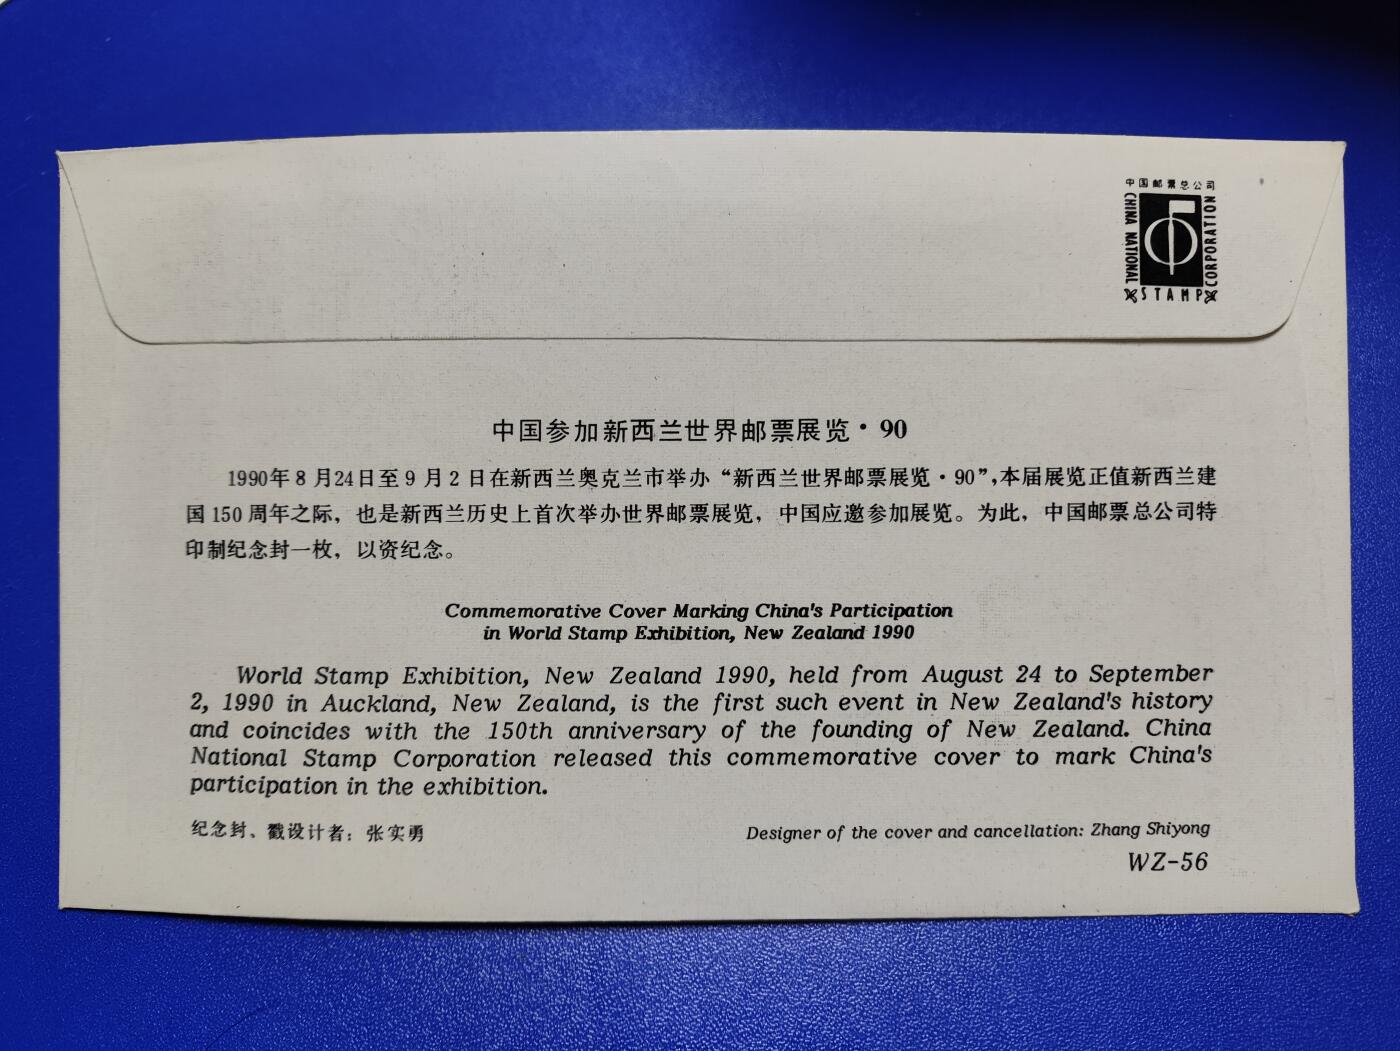 中国邮票总公司
CHINA NATIONAL
STAMP
CORPORATION
中国参加新西兰世界邮票展览·90
1990年8月24日至9月2日在新西兰奥克兰市举办“新西兰世界邮票展览·90”,本届展览正值新西兰建
国150周年之际，也是新西兰历史上首次举办世界邮票展览，中国应邀参加展览。为此，中国邮票总公司特
印制纪念封一枚，以资纪念。
Commemorative Cover Marking China's Participation
in World Stamp Exhibition, New Zealand 1990
World Stamp Exhibition, New Zealand 1990, held from August 24 to September
2, 1990 in Auckland, New Zealand, is the first such event in New Zealand's history
and coincides with the 150th anniversary of the founding of New Zealand. China
National Stamp Corporation released this commemorative cover to mark China's
participation in the exhibition.
纪念封、戳设计者：张实勇
Designer of the cover and cancellation: Zhang Shiyong
WZ-56